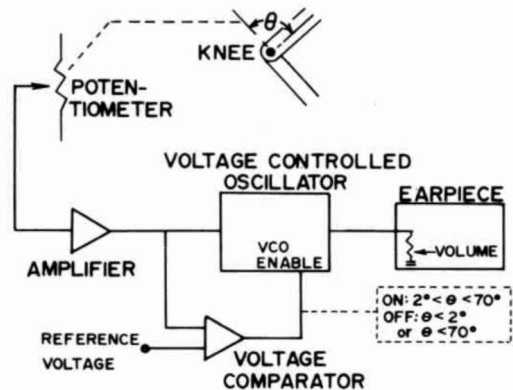 θ
KNEE
POTEN-
TIOMETER
VOLTAGE CONTROLLED
OSCILLATOR
EARPIECE
VCO
ENABLE
VOLUME
AMPLIFIER
ON: 2° < θ < 70°
OFF: θ < 2°
or θ < 70°
REFERENCE
VOLTAGE
VOLTAGE
COMPARATOR